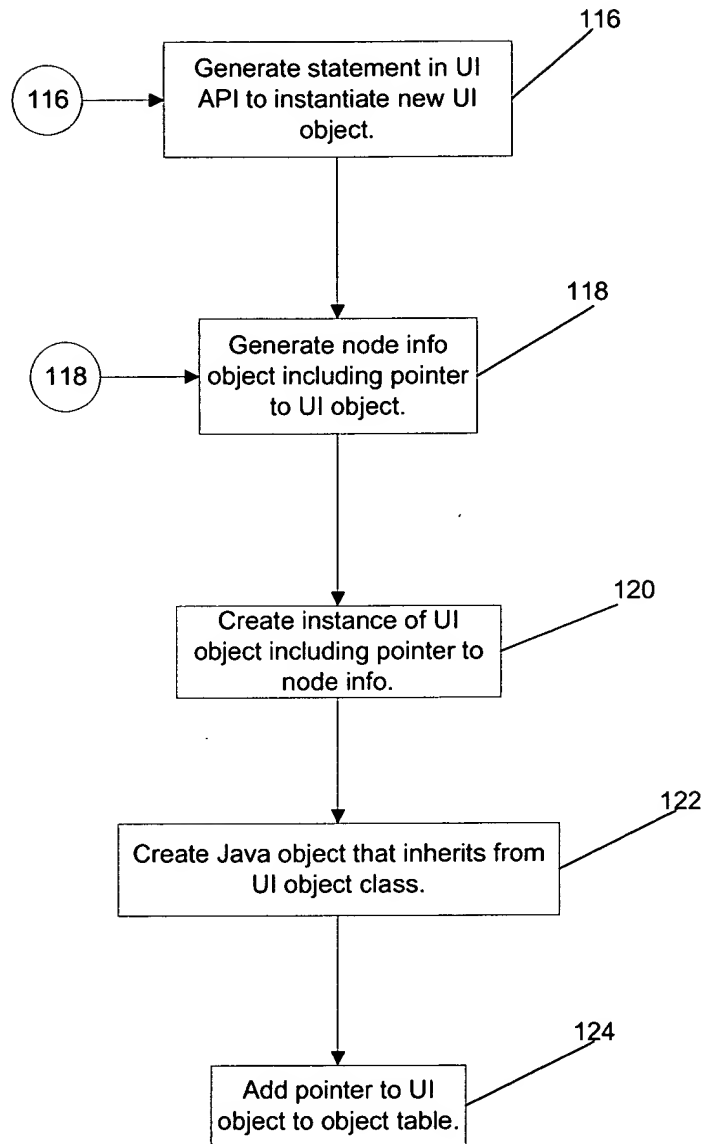 116
Generate statement in UI
API to instantiate new UI
object.
116
118
Generate node info
object including pointer
to UI object.
118
120
Create instance of UI
object including pointer to
node info.
122
Create Java object that inherits from
UI object class.
124
Add pointer to UI
object to object table.